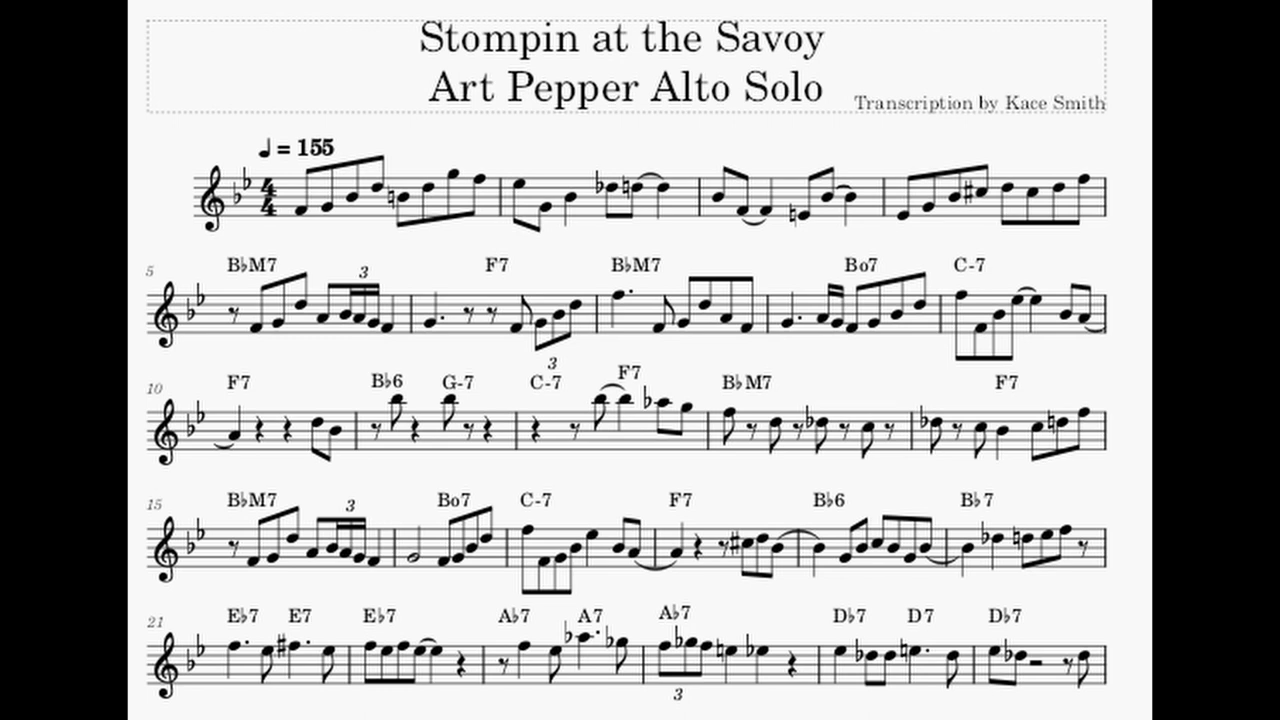 Stompin at the Savoy
Art Pepper Alto Solo
Transcription by Kace Smith
♩ = 155
4
4
5 B♭M7 3 F7 B♭M7 Bo7 C-7
3
10 F7 B♭6 G-7 C-7 F7 B♭M7 F7
15 B♭M7 3 Bo7 C-7 F7 B♭6 B♭7
21 E♭7 E7 E♭7 A♭7 A7 A♭7 D♭7 D7 D♭7
3